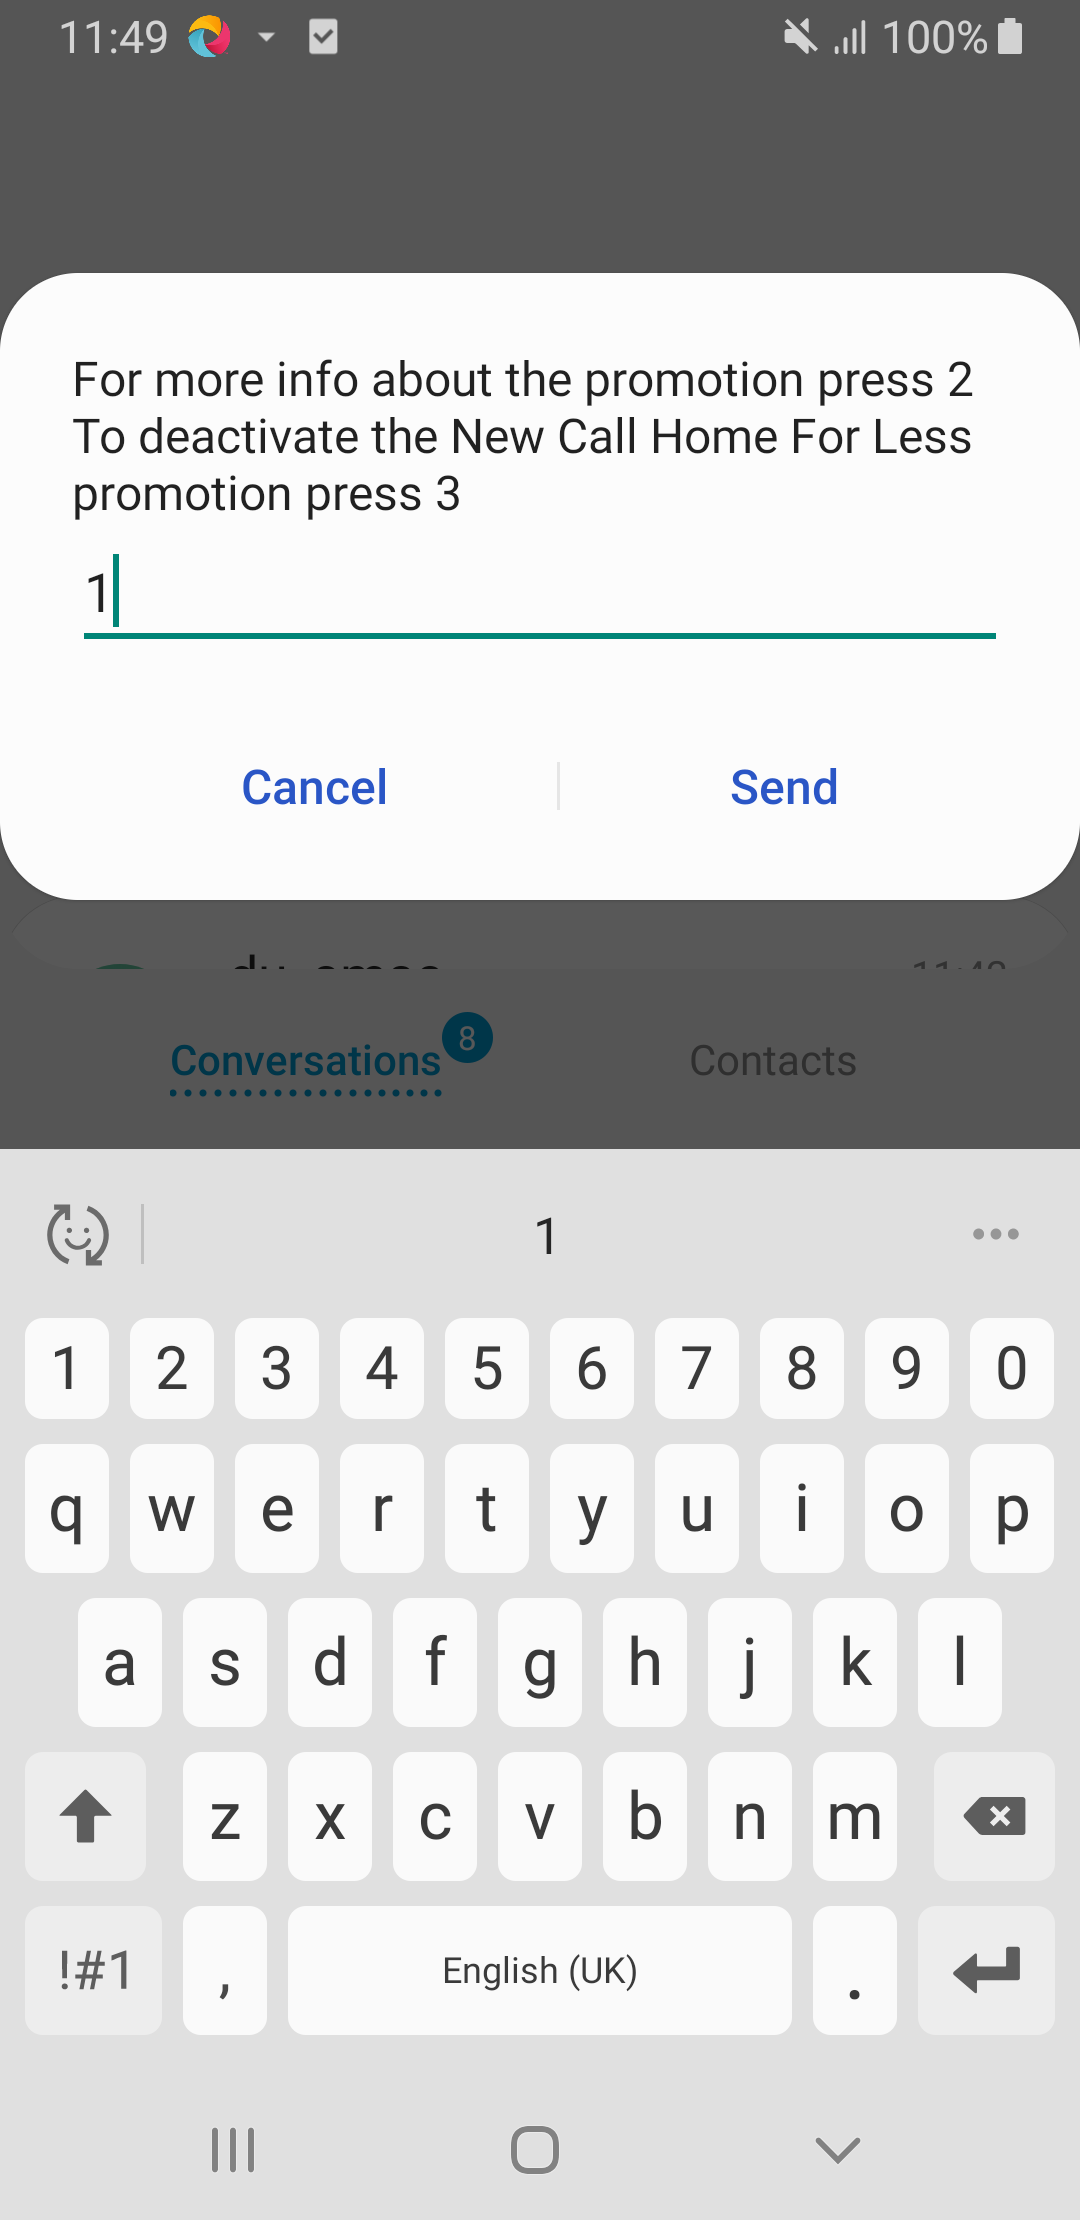 11:49
100%
For more info about the promotion press 2
To deactivate the New Call Home For Less
promotion press 3
1
Cancel
Send
Conversations
8
Contacts
1
1 2 3 4 5 6 7 8 9 0
q w e r t y u i o p
a s d f g h j k l
z x c v b n m
!#1 , English (UK) .